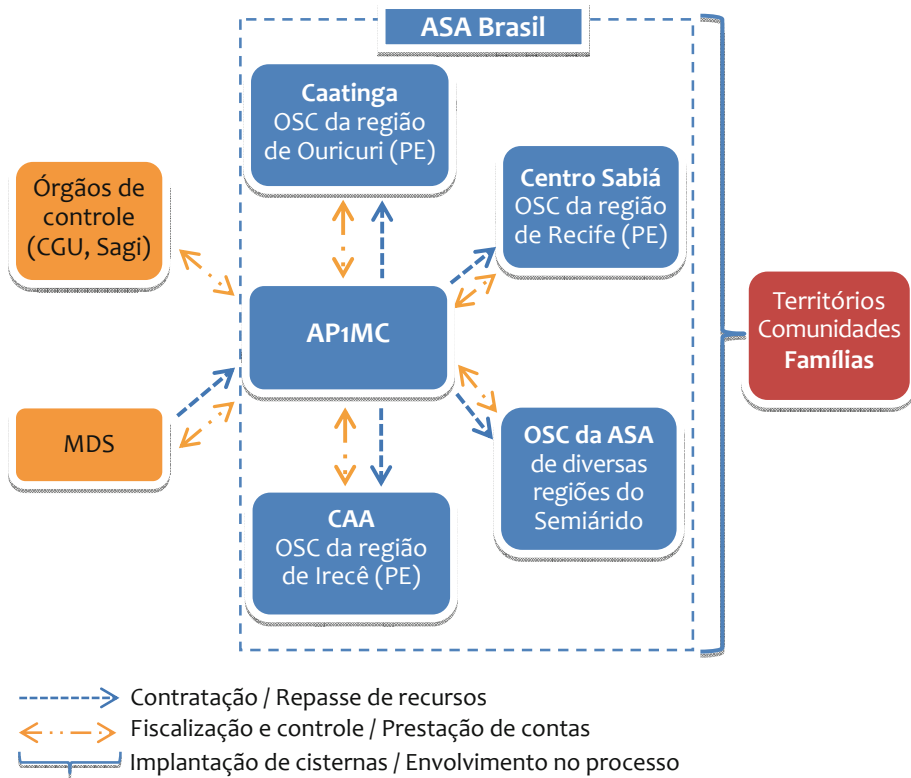 ASA Brasil
Caatinga
OSC da região
de Ouricuri (PE)
Órgãos de
controle
(CGU, Sagi)
Centro Sabiá
OSC da região
de Recife (PE)
AP1MC
Territórios
Comunidades
Famílias
MDS
OSC da ASA
de diversas
regiões do
Semiárido
CAA
OSC da região
de Irecê (PE)
Contratação / Repasse de recursos
Fiscalização e controle / Prestação de contas
Implantação de cisternas / Envolvimento no processo